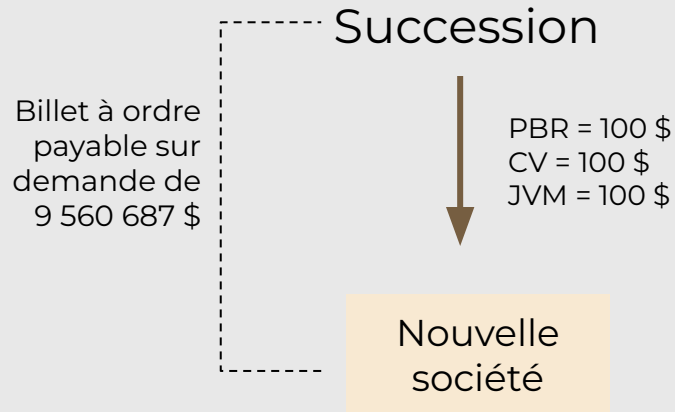 Succession
Billet à ordre
payable sur
demande de
9 560 687 $
PBR = 100 $
CV = 100 $
JVM = 100 $
Nouvelle
société